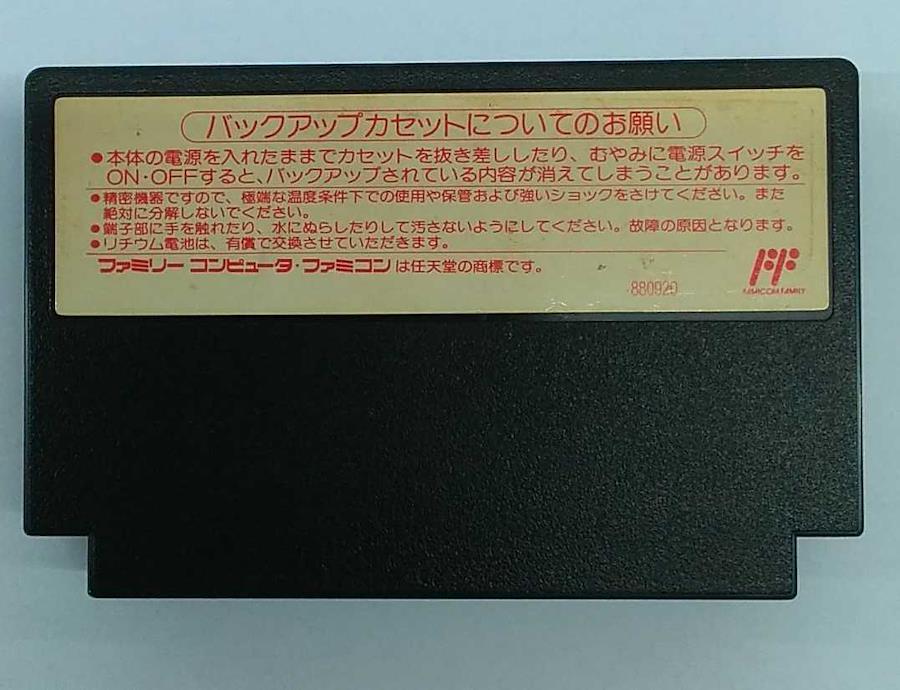 バックアップカセットについてのお願い
●本体の電源を入れたままでカセットを抜き差ししたり、むやみに電源スイッチを
ON・OFFすると、バックアップされている内容が消えてしまうことがあります。
●精密機器ですので、極端な温度条件下での使用や保管および強いショックをさけてください。また
絶対に分解しないでください。
●端子部に手を触れたり、水にぬらしたりして汚さないようにしてください。故障の原因となります。
●リチウム電池は、有償で交換させていただきます。
ファミリーコンピュータ・ファミコンは任天堂の商標です。
880920
FAMICOM FAMILY